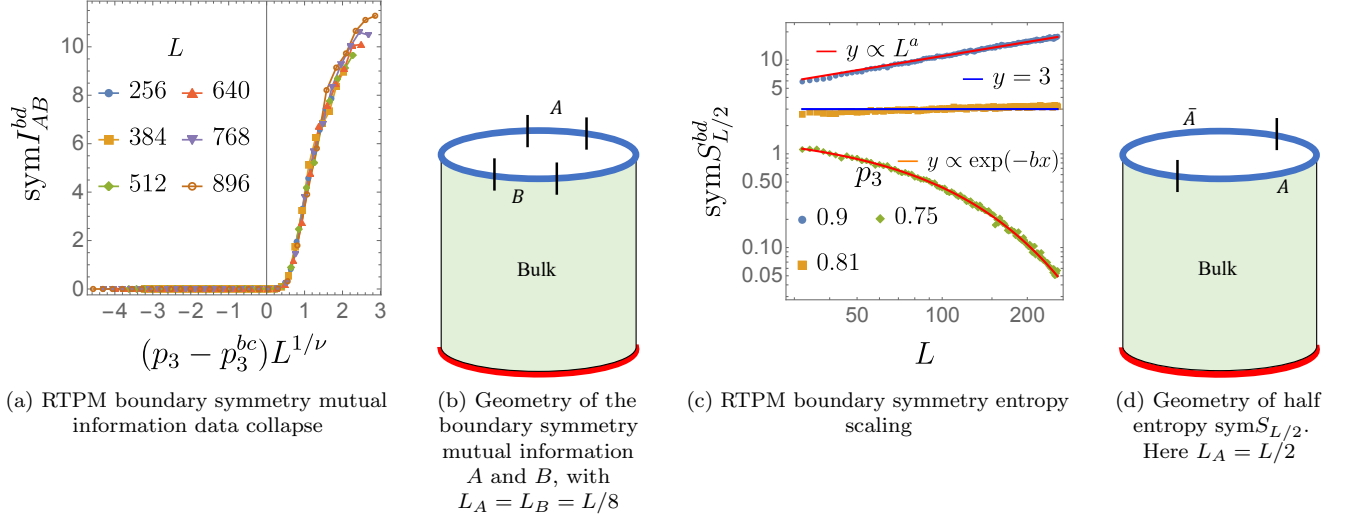 symI^{bd}_{AB}
10
8
6
4
2
0
L
256 640
384 768
512 896
−4 −3 −2 −1 0 1 2 3
(p_3 − p_3^{bc})L^{1/ν}
(a) RTPM boundary symmetry mutual
information data collapse
A
B
Bulk
(b) Geometry of the
boundary symmetry
mutual information
A and B, with
L_A = L_B = L/8
symS^{bd}_{L/2}
10
5
1
0.50
0.10
0.05
y ∝ L^a
y = 3
y ∝ exp(−bx)
p_3
0.9 0.75
0.81
50 100 200
L
(c) RTPM boundary symmetry entropy
scaling
Ā
A
Bulk
(d) Geometry of half
entropy symS_{L/2}.
Here L_A = L/2